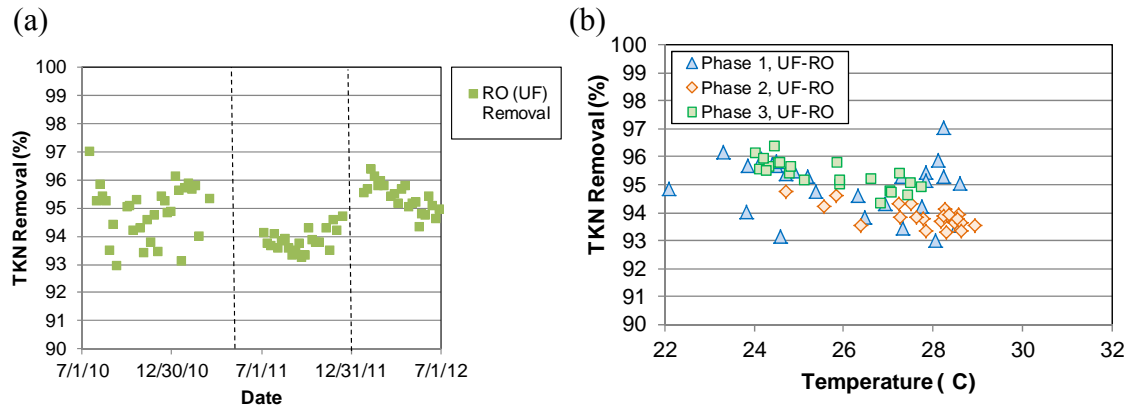 (a)
100
99
98
97
96
95
94
93
92
91
90
TKN Removal (%)
7/1/10 12/30/10 7/1/11 12/31/11 7/1/12
Date
RO (UF)
Removal
(b)
100
99
98
97
96
95
94
93
92
91
90
TKN Removal (%)
Phase 1, UF-RO
Phase 2, UF-RO
Phase 3, UF-RO
22 24 26 28 30 32
Temperature ( C)